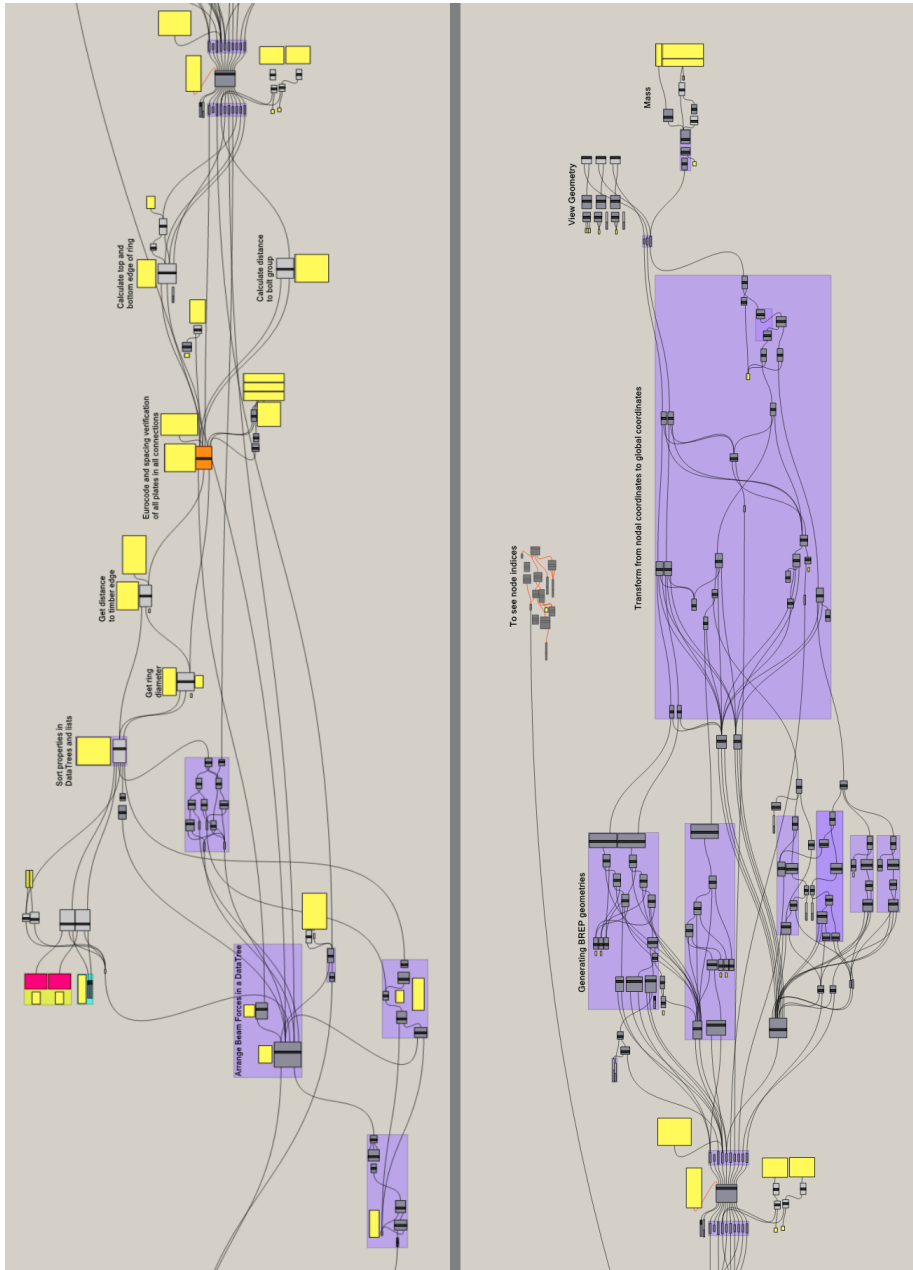 Calculate top and
bottom edge of ring
Calculate distance
to bolt group
Eurocode and spacing verification
of all plates in all connections
Get distance
to timber edge
Get ring
diameter
Sort properties in
DataTrees and lists
Arrange Beam Forces in a DataTree
Mass
View Geometry
Transform from nodal coordinates to global coordinates
To see node indices
Generating BREP geometries